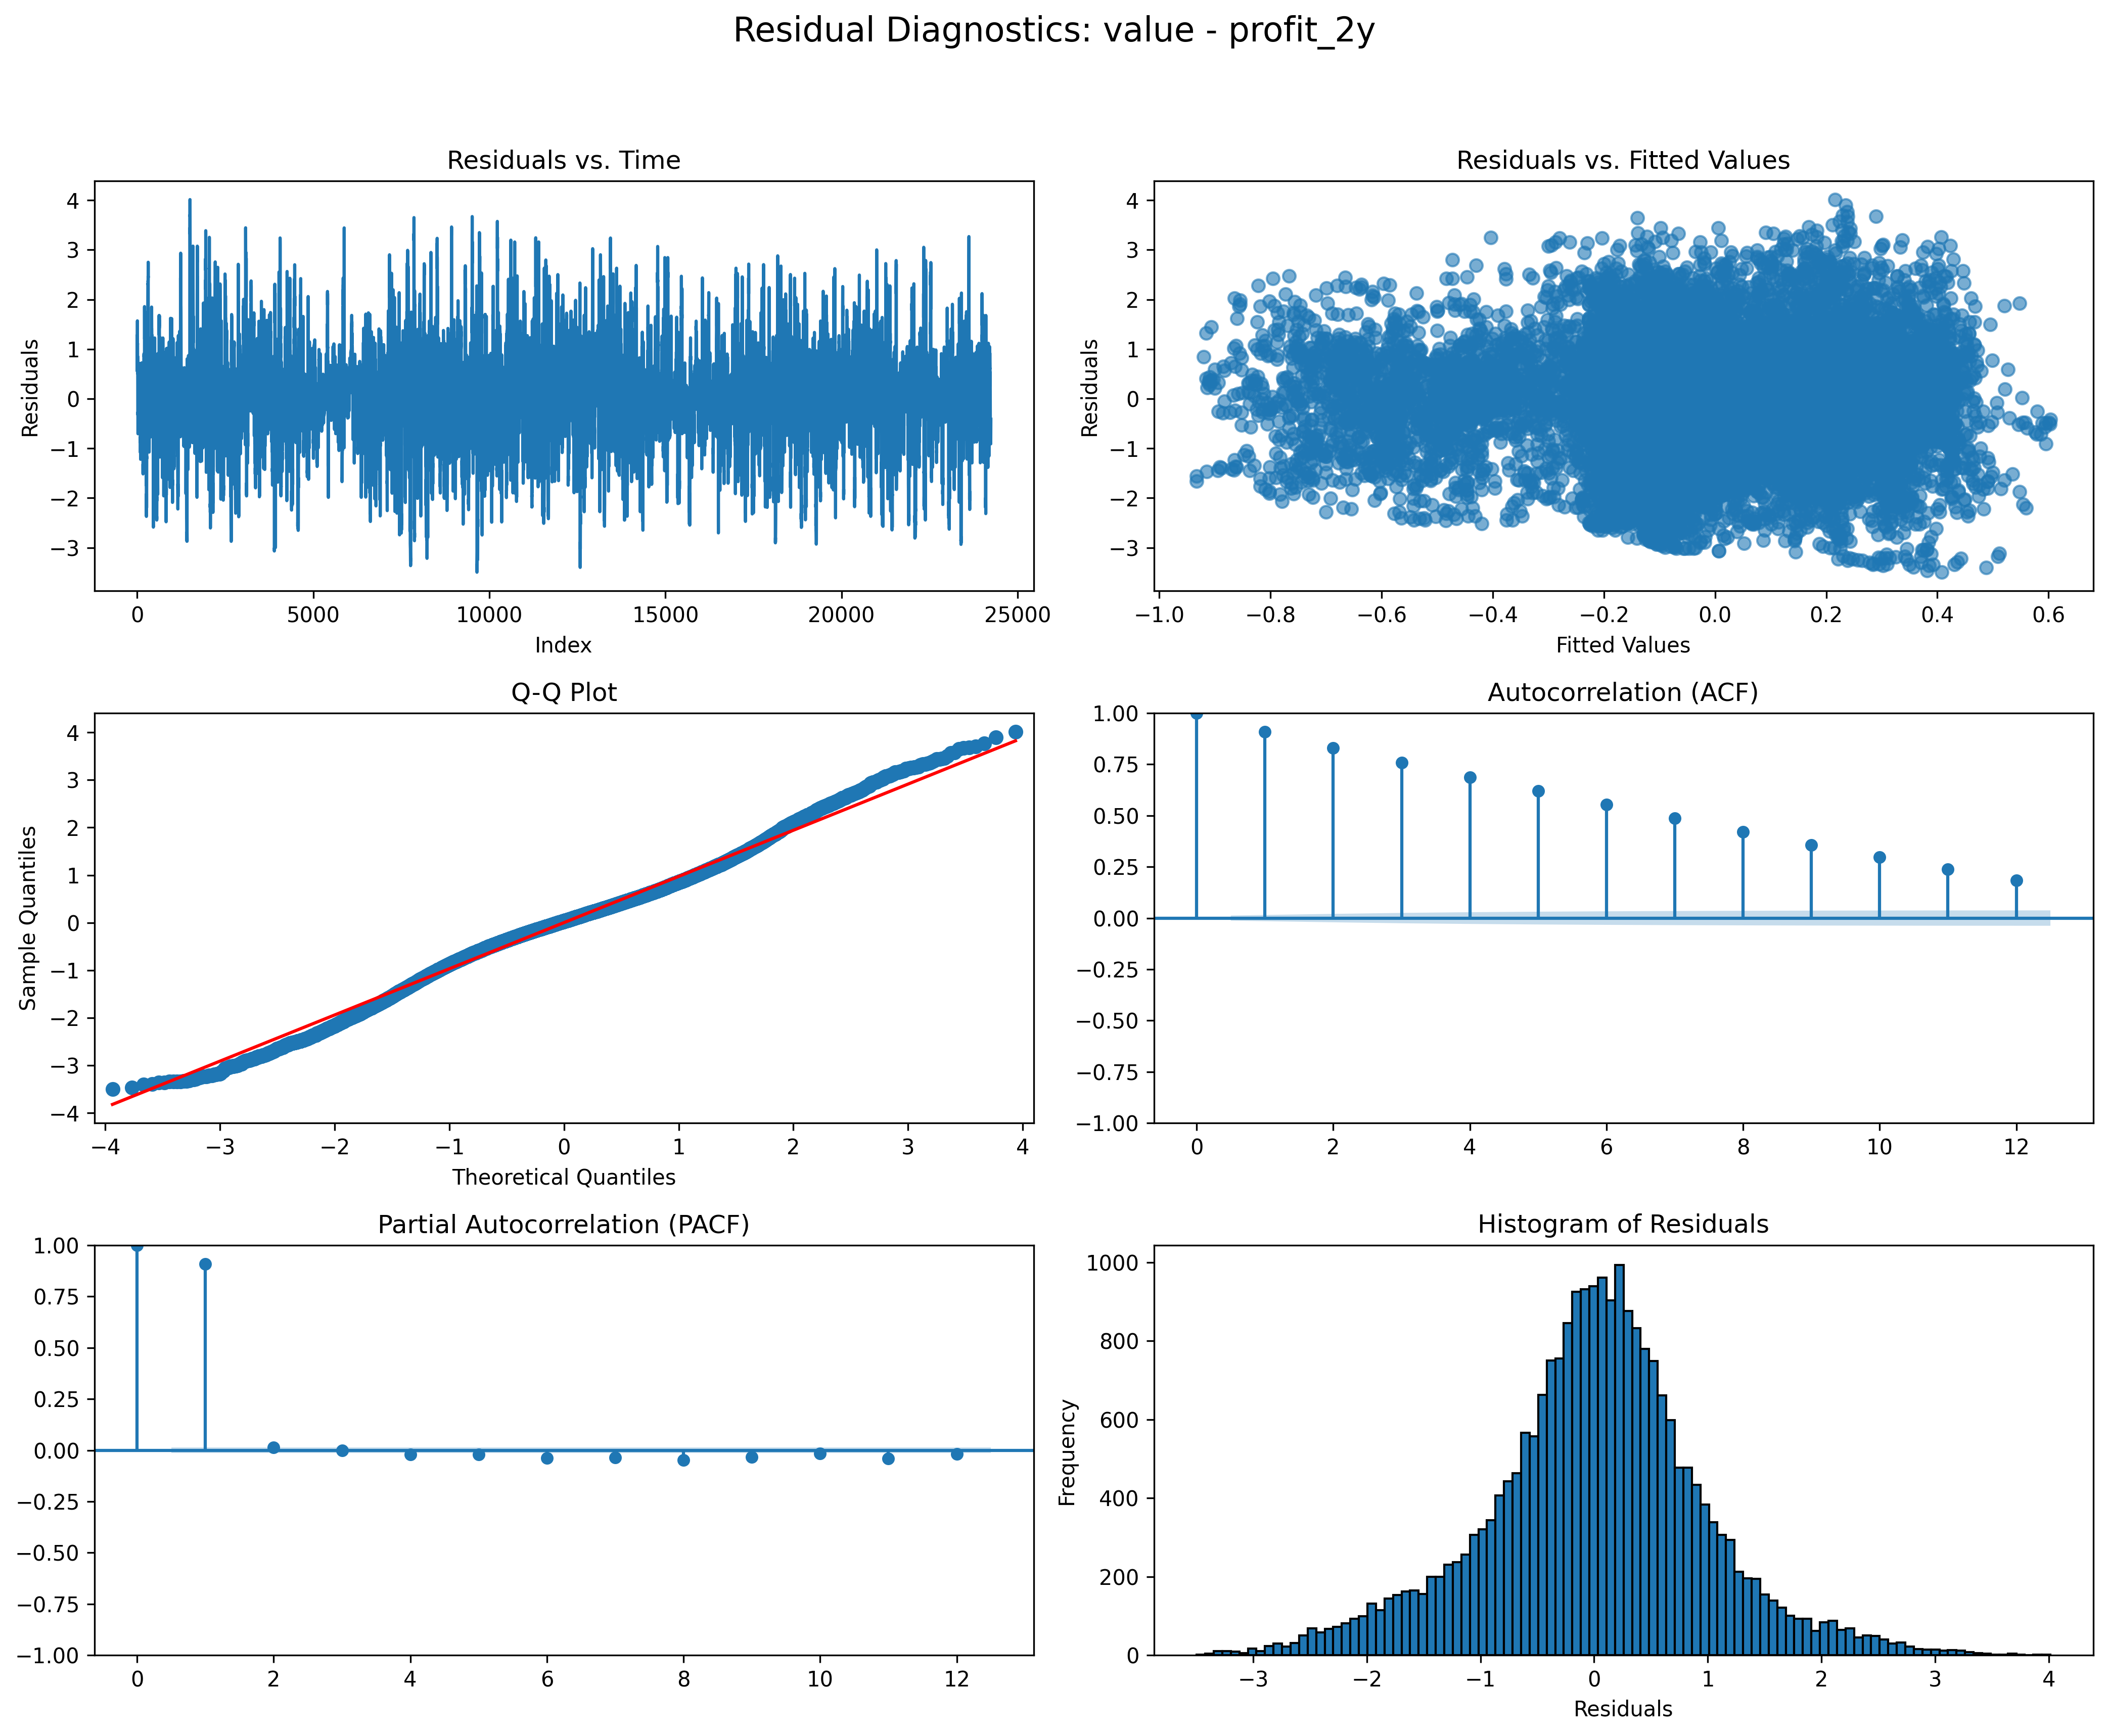 Residual Diagnostics: value - profit_2y
Residuals vs. Time
Residuals
4
3
2
1
0
−1
−2
−3
0 5000 10000 15000 20000 25000
Index
Residuals vs. Fitted Values
Residuals
4
3
2
1
0
−1
−2
−3
−1.0 −0.8 −0.6 −0.4 −0.2 0.0 0.2 0.4 0.6
Fitted Values
Q-Q Plot
Sample Quantiles
4
3
2
1
0
−1
−2
−3
−4
−4 −3 −2 −1 0 1 2 3 4
Theoretical Quantiles
Autocorrelation (ACF)
1.00
0.75
0.50
0.25
0.00
−0.25
−0.50
−0.75
−1.00
0 2 4 6 8 10 12
Partial Autocorrelation (PACF)
1.00
0.75
0.50
0.25
0.00
−0.25
−0.50
−0.75
−1.00
0 2 4 6 8 10 12
Histogram of Residuals
Frequency
1000
800
600
400
200
0
−3 −2 −1 0 1 2 3 4
Residuals